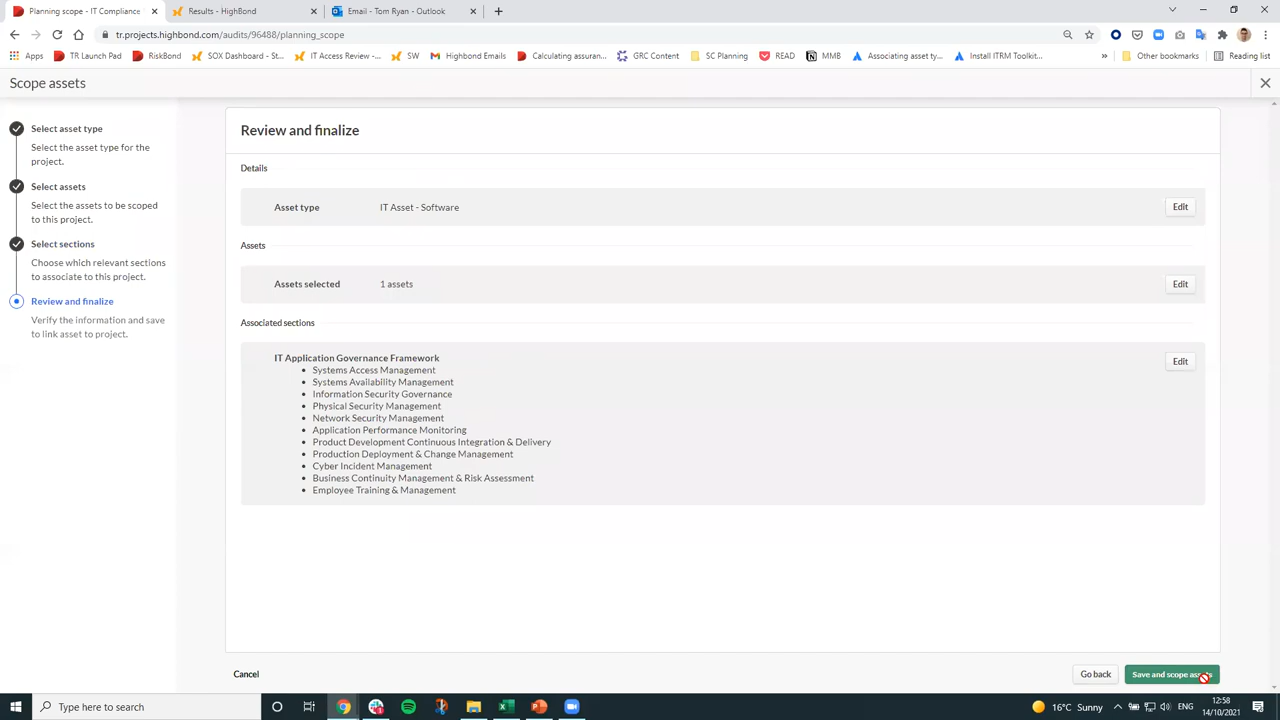 Planning scope - IT Compliance
Results - HighBond
Email - Tom Ryan - Outlook
tr.projects.highbond.com/audits/96488/planning_scope
Apps
TR Launch Pad
RiskBond
SOX Dashboard - St...
IT Access Review -...
SW
Highbond Emails
Calculating assuran...
GRC Content
SC Planning
READ
MMB
Associating asset ty...
Install ITRM Toolkit...
»
Other bookmarks
Reading list
Scope assets
Select asset type
Select the asset type for the
project.
Select assets
Select the assets to be scoped
to this project.
Select sections
Choose which relevant sections
to associate to this project.
Review and finalize
Verify the information and save
to link asset to project.
Review and finalize
Details
Asset type IT Asset - Software Edit
Assets
Assets selected 1 assets Edit
Associated sections
IT Application Governance Framework Edit
• Systems Access Management
• Systems Availability Management
• Information Security Governance
• Physical Security Management
• Network Security Management
• Application Performance Monitoring
• Product Development Continuous Integration & Delivery
• Production Deployment & Change Management
• Cyber Incident Management
• Business Continuity Management & Risk Assessment
• Employee Training & Management
Cancel
Go back
Save and scope assets
Type here to search
16°C Sunny
ENG
12:58
14/10/2021